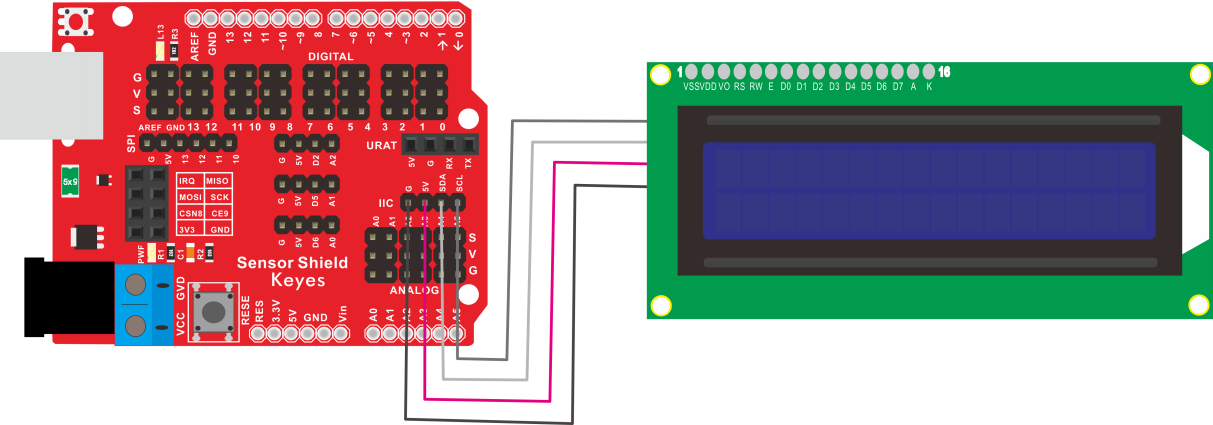 L13
R3
AREF
GND
13
12
11
~10
~9
8
7
~6
~5
4
~3
2
→1
←0
DIGITAL
G
V
S
AREF GND 13 12 11 10 9 8 7 6 5 4 3 2 1 0
SPI
G
5V
13
12
11
10
G
5V
D2
A2
URAT
5V
G
RX
TX
5x9
IRQ MISO
MOSI SCK
CSN8 CE9
3V3 GND
G
5V
D5
A1
IIC
G
5V
SDA
SCL
G
5V
D6
A0
A0
A1
A2
A3
A4
A5
S
V
G
PWF
R1
C1
R2
Sensor Shield
Keyes
ANALOG
GVD
VCC
RESE
RES
3.3V
5V
GND
Vin
A0
A1
A2
A3
A4
A5
1 16
VSS VDD VO RS RW E D0 D1 D2 D3 D4 D5 D6 D7 A K